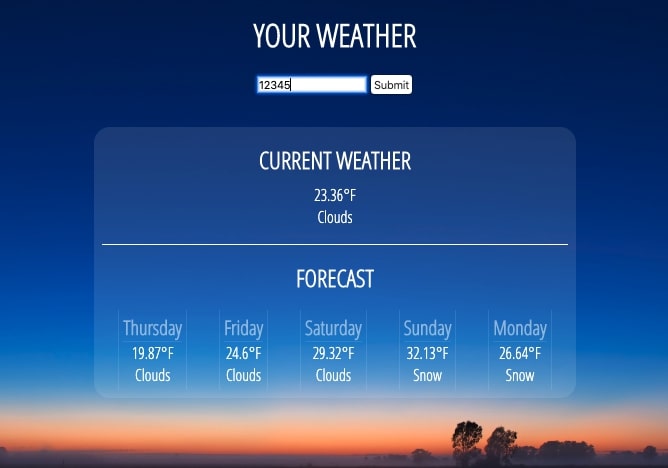 YOUR WEATHER
12345 Submit
CURRENT WEATHER
23.36°F
Clouds
FORECAST
Thursday Friday Saturday Sunday Monday
19.87°F 24.6°F 29.32°F 32.13°F 26.64°F
Clouds Clouds Clouds Snow Snow